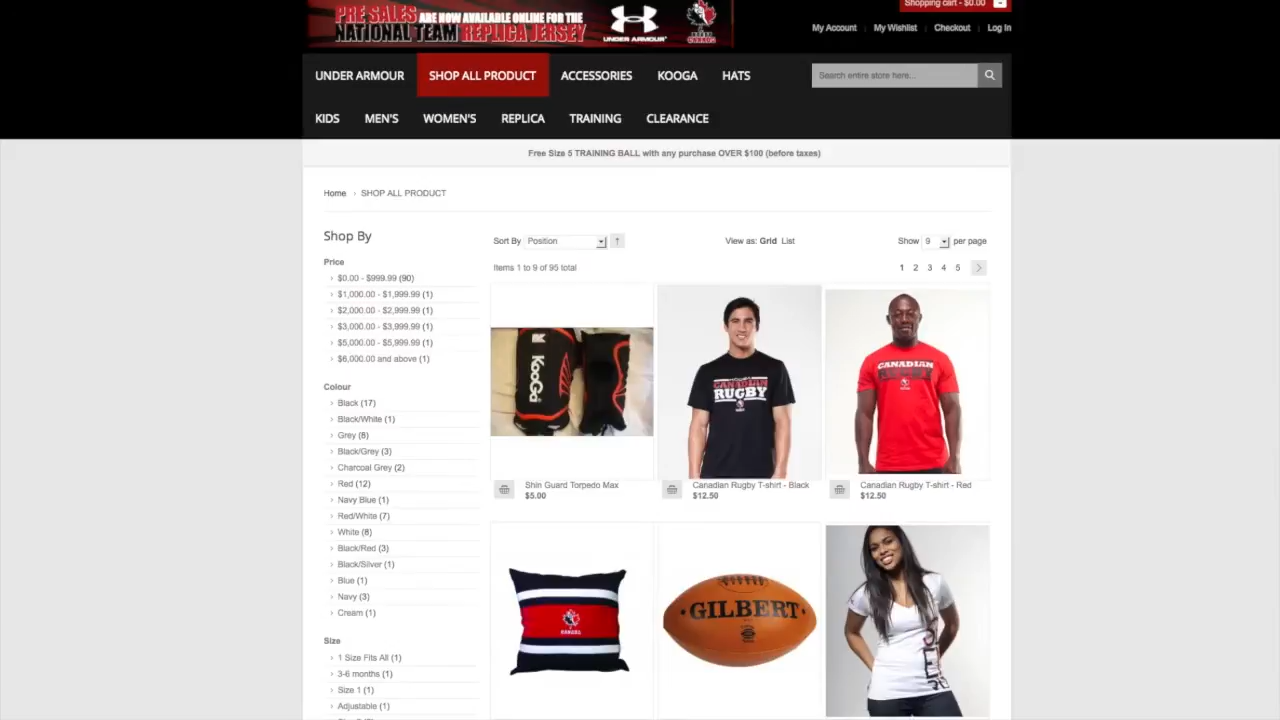 Shopping cart - $0.00
PRE SALES ARE NOW AVAILABLE ONLINE FOR THE
NATIONAL TEAM REPLICA JERSEY
UNDER ARMOUR
RUGBY
CANADA
My Account My Wishlist Checkout Log In
UNDER ARMOUR SHOP ALL PRODUCT ACCESSORIES KOOGA HATS
Search entire store here...
KIDS MEN'S WOMEN'S REPLICA TRAINING CLEARANCE
Free Size 5 TRAINING BALL with any purchase OVER $100 (before taxes)
Home › SHOP ALL PRODUCT
Shop By
Price
$0.00 - $999.99 (90)
$1,000.00 - $1,999.99 (1)
$2,000.00 - $2,999.99 (1)
$3,000.00 - $3,999.99 (1)
$5,000.00 - $5,999.99 (1)
$6,000.00 and above (1)
Colour
Black (17)
Black/White (1)
Grey (8)
Black/Grey (3)
Charcoal Grey (2)
Red (12)
Navy Blue (1)
Red/White (7)
White (8)
Black/Red (3)
Black/Silver (1)
Blue (1)
Navy (3)
Cream (1)
Size
1 Size Fits All (1)
3-6 months (1)
Size 1 (1)
Adjustable (1)
Sort By Position
View as: Grid List
Show 9 per page
Items 1 to 9 of 95 total
1 2 3 4 5
KooGa
CANADIAN
RUGBY
CANADIAN
RUGBY
Shin Guard Torpedo Max
$5.00
Canadian Rugby T-shirt - Black
$12.50
Canadian Rugby T-shirt - Red
$12.50
CANADA
GILBERT